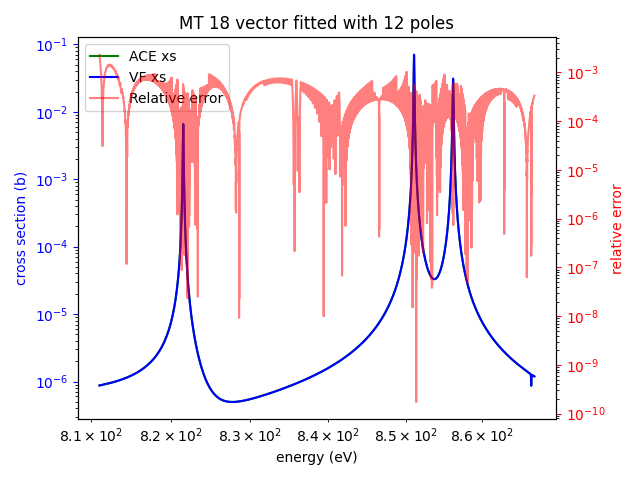 MT 18 vector fitted with 12 poles
ACE xs
VF xs
Relative error
cross section (b)
10⁻¹
10⁻²
10⁻³
10⁻⁴
10⁻⁵
10⁻⁶
10⁻³
10⁻⁴
10⁻⁵
10⁻⁶
10⁻⁷
10⁻⁸
10⁻⁹
10⁻¹⁰
relative error
8.1 × 10² 8.2 × 10² 8.3 × 10² 8.4 × 10² 8.5 × 10² 8.6 × 10²
energy (eV)